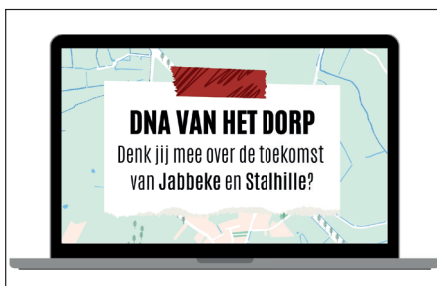 DNA VAN HET DORP
Denk jij mee over de toekomst
van Jabbeke en Stalhille?